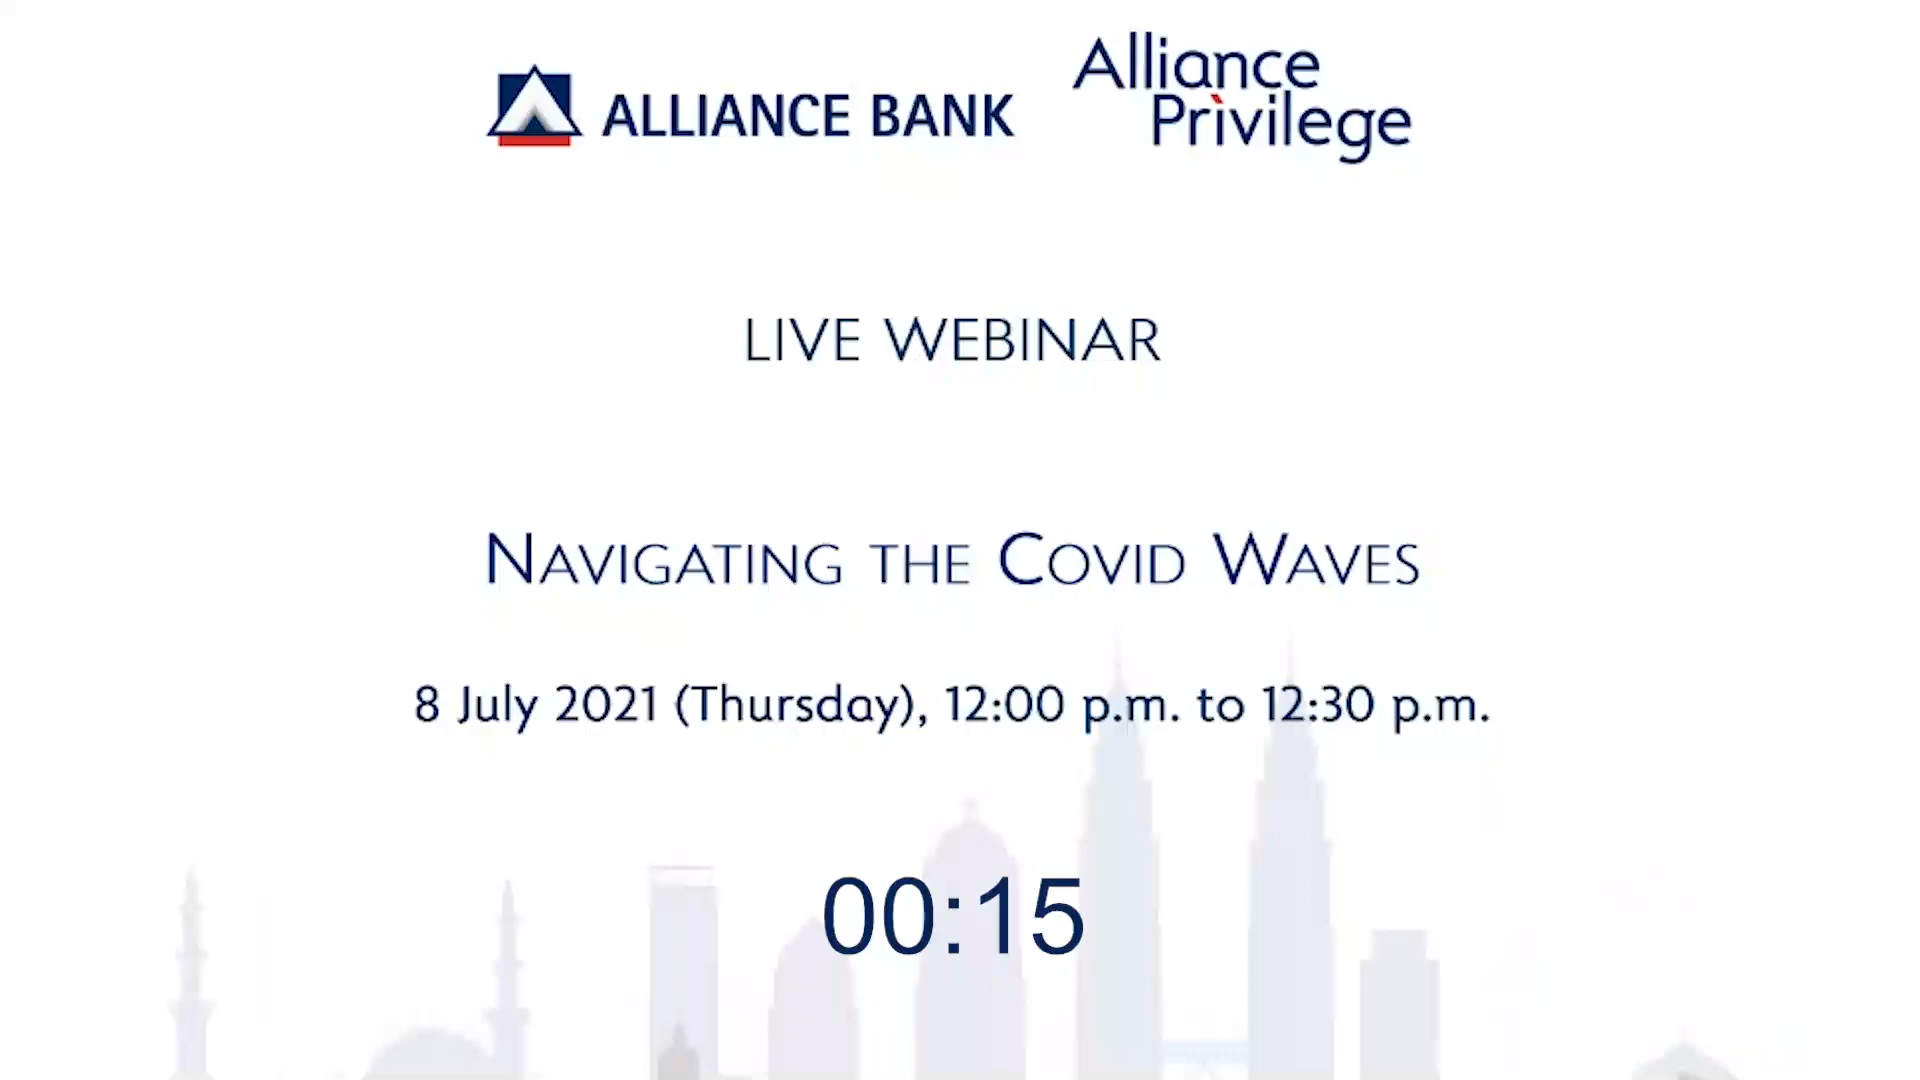 ALLIANCE BANK
Alliance
Privilege
LIVE WEBINAR
NAVIGATING THE COVID WAVES
8 July 2021 (Thursday), 12:00 p.m. to 12:30 p.m.
00:15